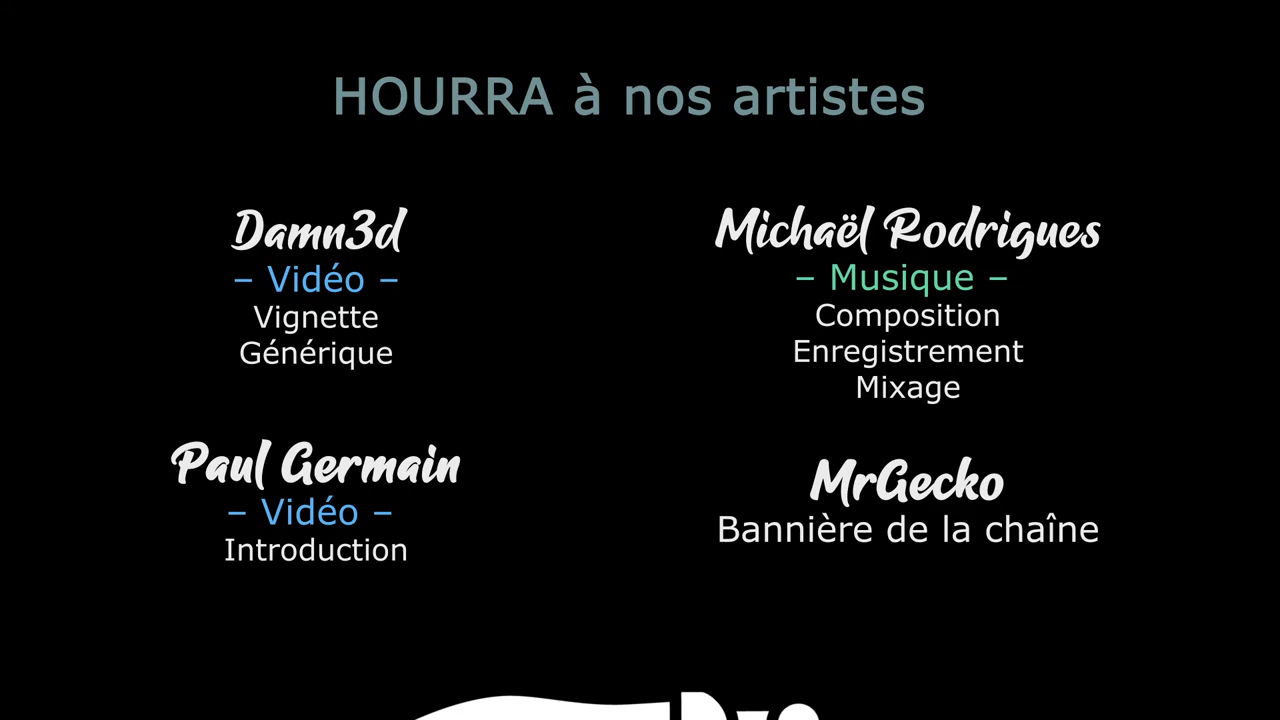 HOURRA à nos artistes
Damn3d
– Vidéo –
Vignette
Générique
Michaël Rodrigues
– Musique –
Composition
Enregistrement
Mixage
Paul Germain
– Vidéo –
Introduction
MrGecko
Bannière de la chaîne